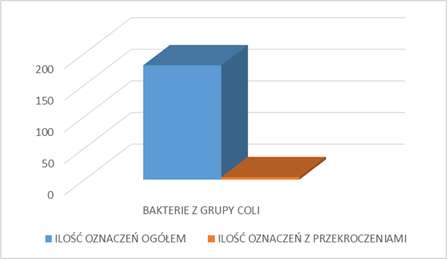 200
150
100
50
0
BAKTERIE Z GRUPY COLI
ILOŚĆ OZNACZEŃ OGÓŁEM
ILOŚĆ OZNACZEŃ Z PRZEKROCZENIAMI